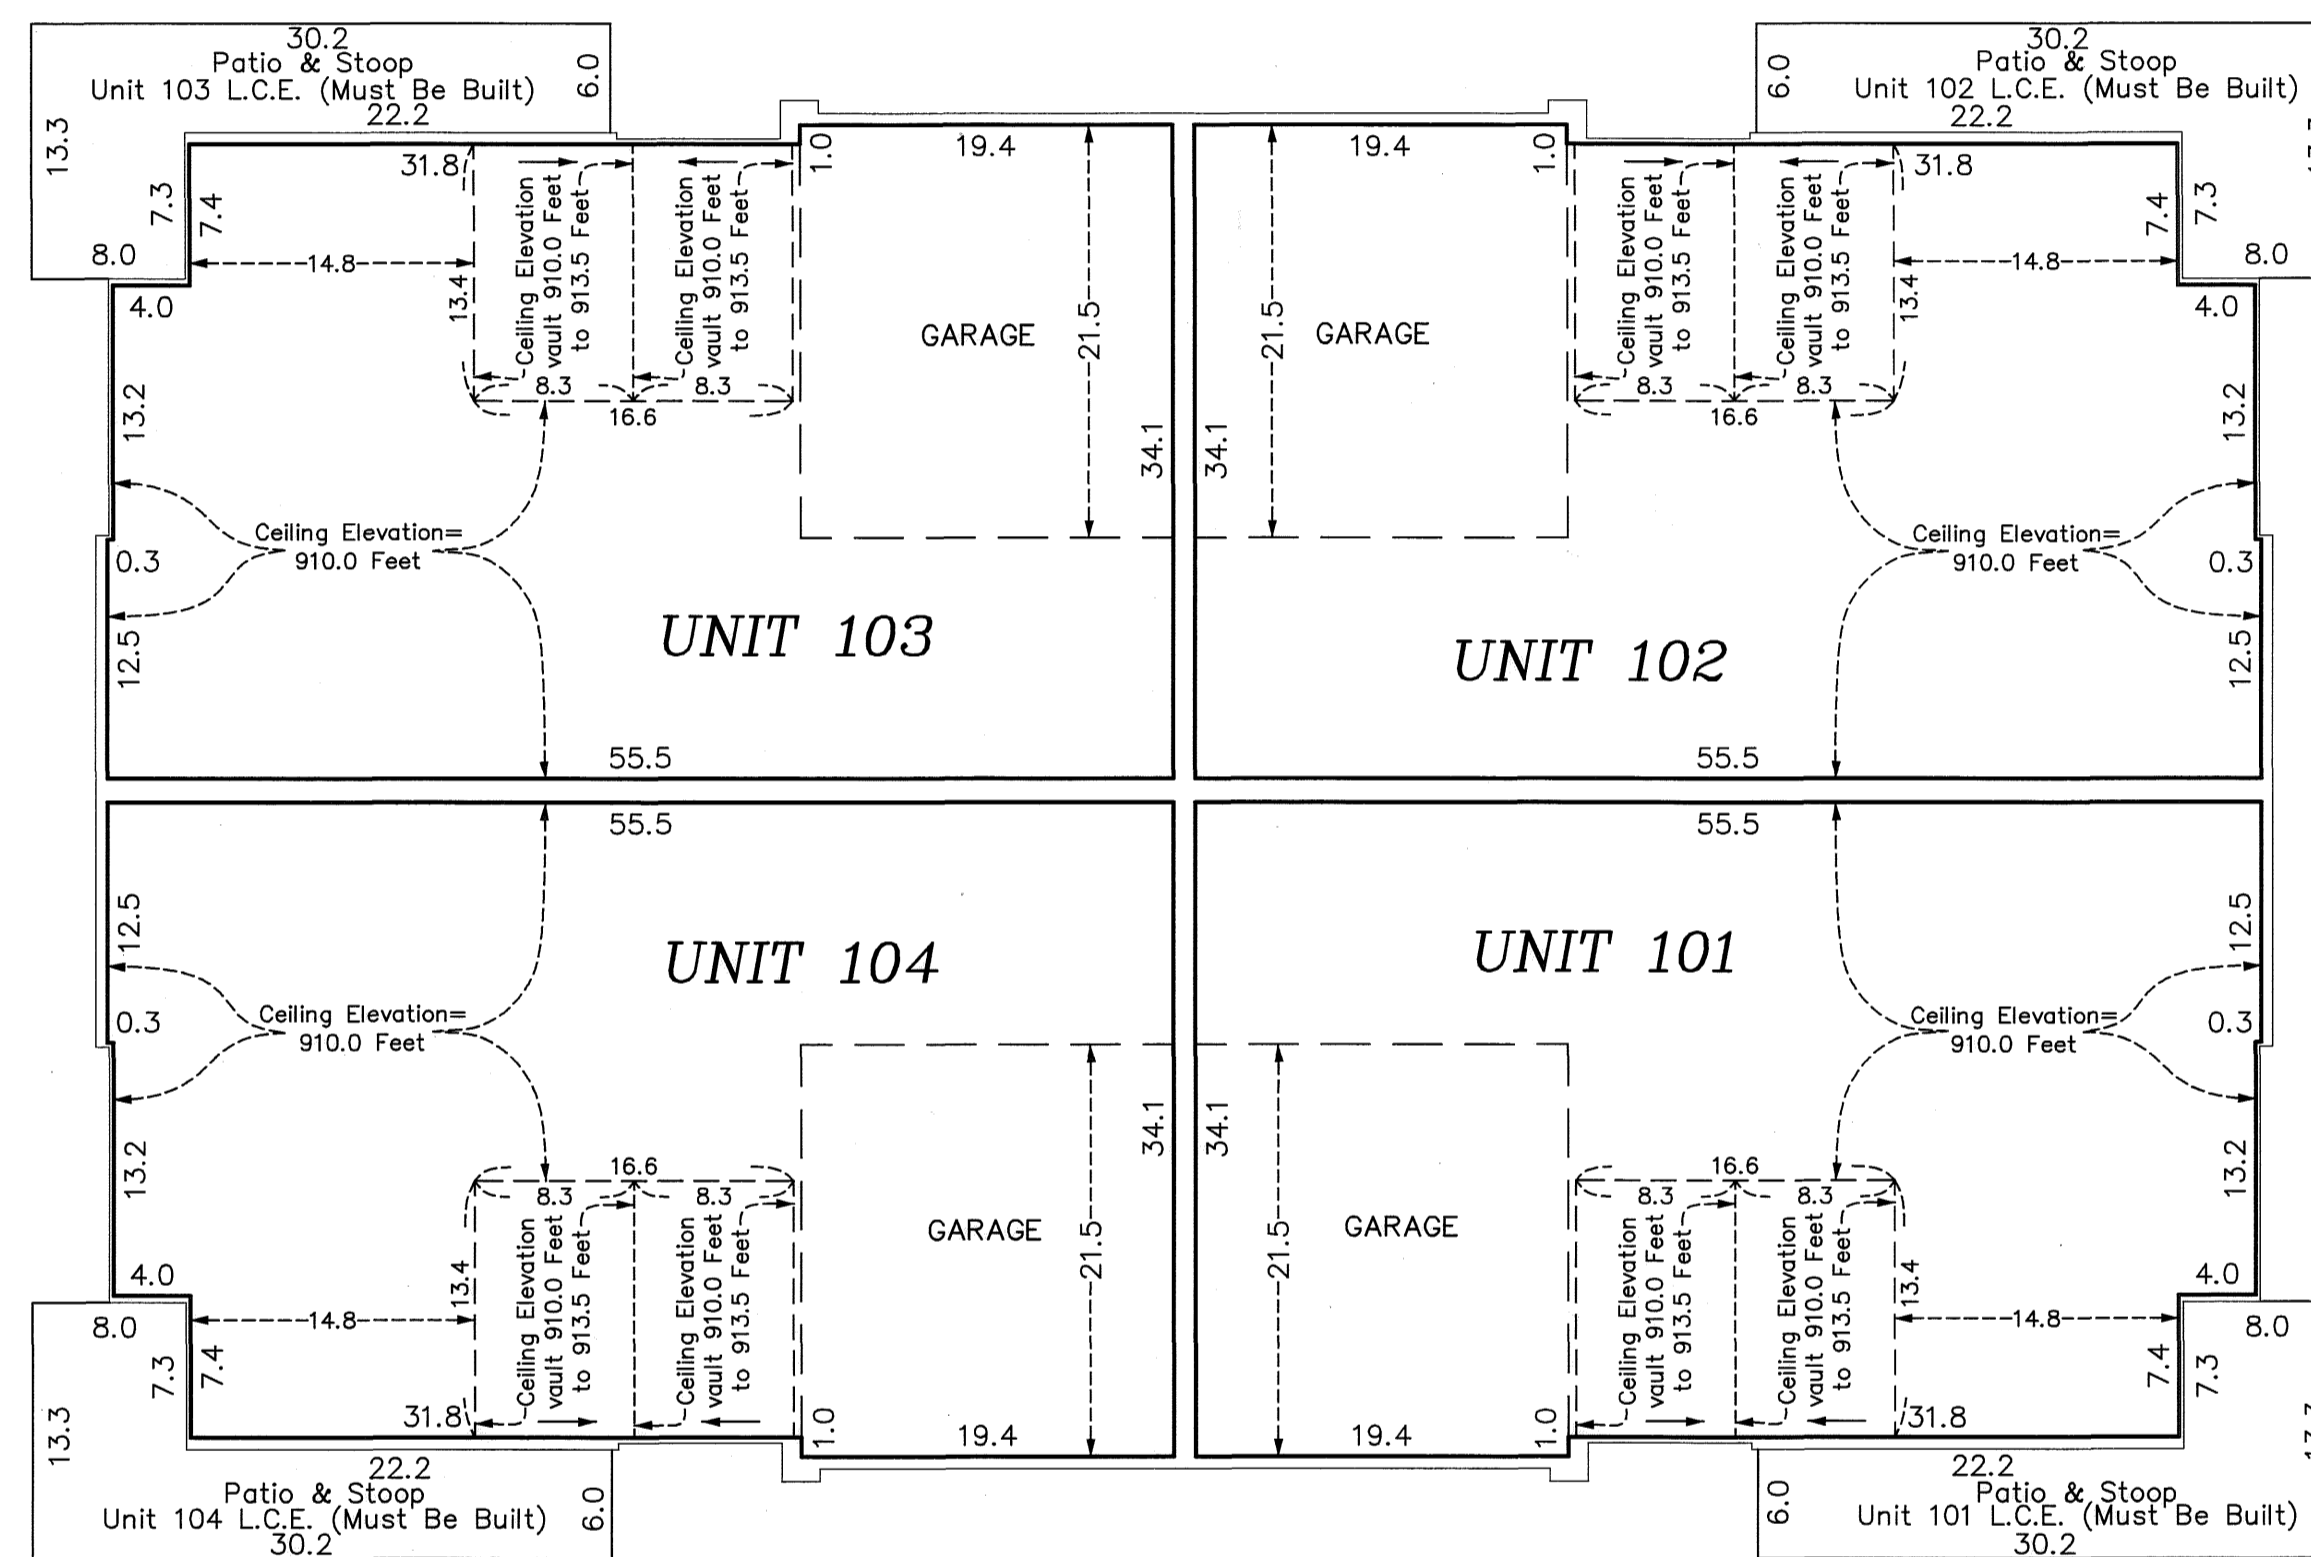 30.2
Patio & Stoop
Unit 103 L.C.E. (Must Be Built)
22.2
6.0
13.3
7.3
8.0
7.4
31.8
14.8
13.4
4.0
13.2
Ceiling Elevation
vault 910.0 Feet
to 913.5 Feet
Ceiling Elevation
vault 910.0 Feet
to 913.5 Feet
8.3
8.3
16.6
1.0
19.4
GARAGE
21.5
34.1
Ceiling Elevation=
910.0 Feet
0.3
12.5
UNIT 103
55.5
30.2
Patio & Stoop
Unit 102 L.C.E. (Must Be Built)
22.2
6.0
19.4
1.0
GARAGE
21.5
34.1
Ceiling Elevation
vault 910.0 Feet
to 913.5 Feet
Ceiling Elevation
vault 910.0 Feet
to 913.5 Feet
8.3
8.3
16.6
31.8
14.8
13.4
7.4
7.3
8.0
4.0
13.2
Ceiling Elevation=
910.0 Feet
0.3
12.5
UNIT 102
55.5
55.5
12.5
UNIT 104
0.3
Ceiling Elevation=
910.0 Feet
13.2
4.0
8.0
7.3
7.4
14.8
13.4
31.8
16.6
8.3
8.3
Ceiling Elevation
vault 910.0 Feet
to 913.5 Feet
Ceiling Elevation
vault 910.0 Feet
to 913.5 Feet
GARAGE
21.5
34.1
1.0
19.4
13.3
22.2
Patio & Stoop
Unit 104 L.C.E. (Must Be Built)
30.2
6.0
55.5
12.5
UNIT 101
0.3
Ceiling Elevation=
910.0 Feet
34.1
GARAGE
21.5
19.4
1.0
16.6
8.3
8.3
Ceiling Elevation
vault 910.0 Feet
to 913.5 Feet
Ceiling Elevation
vault 910.0 Feet
to 913.5 Feet
13.4
14.8
31.8
13.2
4.0
7.4
7.3
8.0
6.0
22.2
Patio & Stoop
Unit 101 L.C.E. (Must Be Built)
30.2